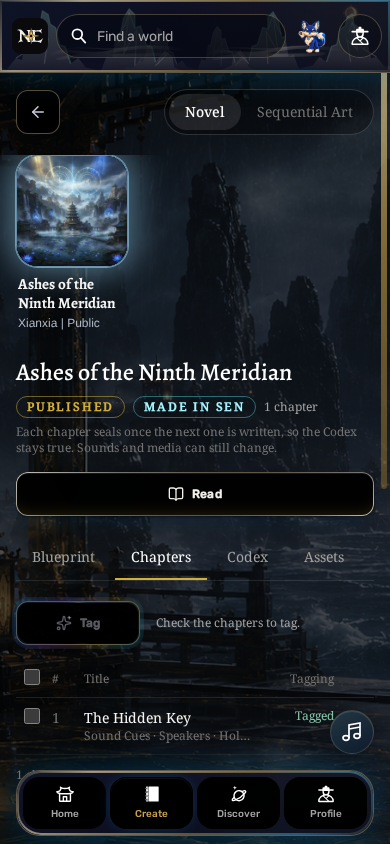 NE
Find a world
Novel
Sequential Art
Ashes of the
Ninth Meridian
Xianxia | Public
Ashes of the Ninth Meridian
PUBLISHED
MADE IN SEN
1 chapter
Each chapter seals once the next one is written, so the Codex
stays true. Sounds and media can still change.
Read
Blueprint
Chapters
Codex
Assets
Tag
Check the chapters to tag.
# Title Tagging
1 The Hidden Key Tagged
Sound Cues · Speakers · Hol...
Home
Create
Discover
Profile